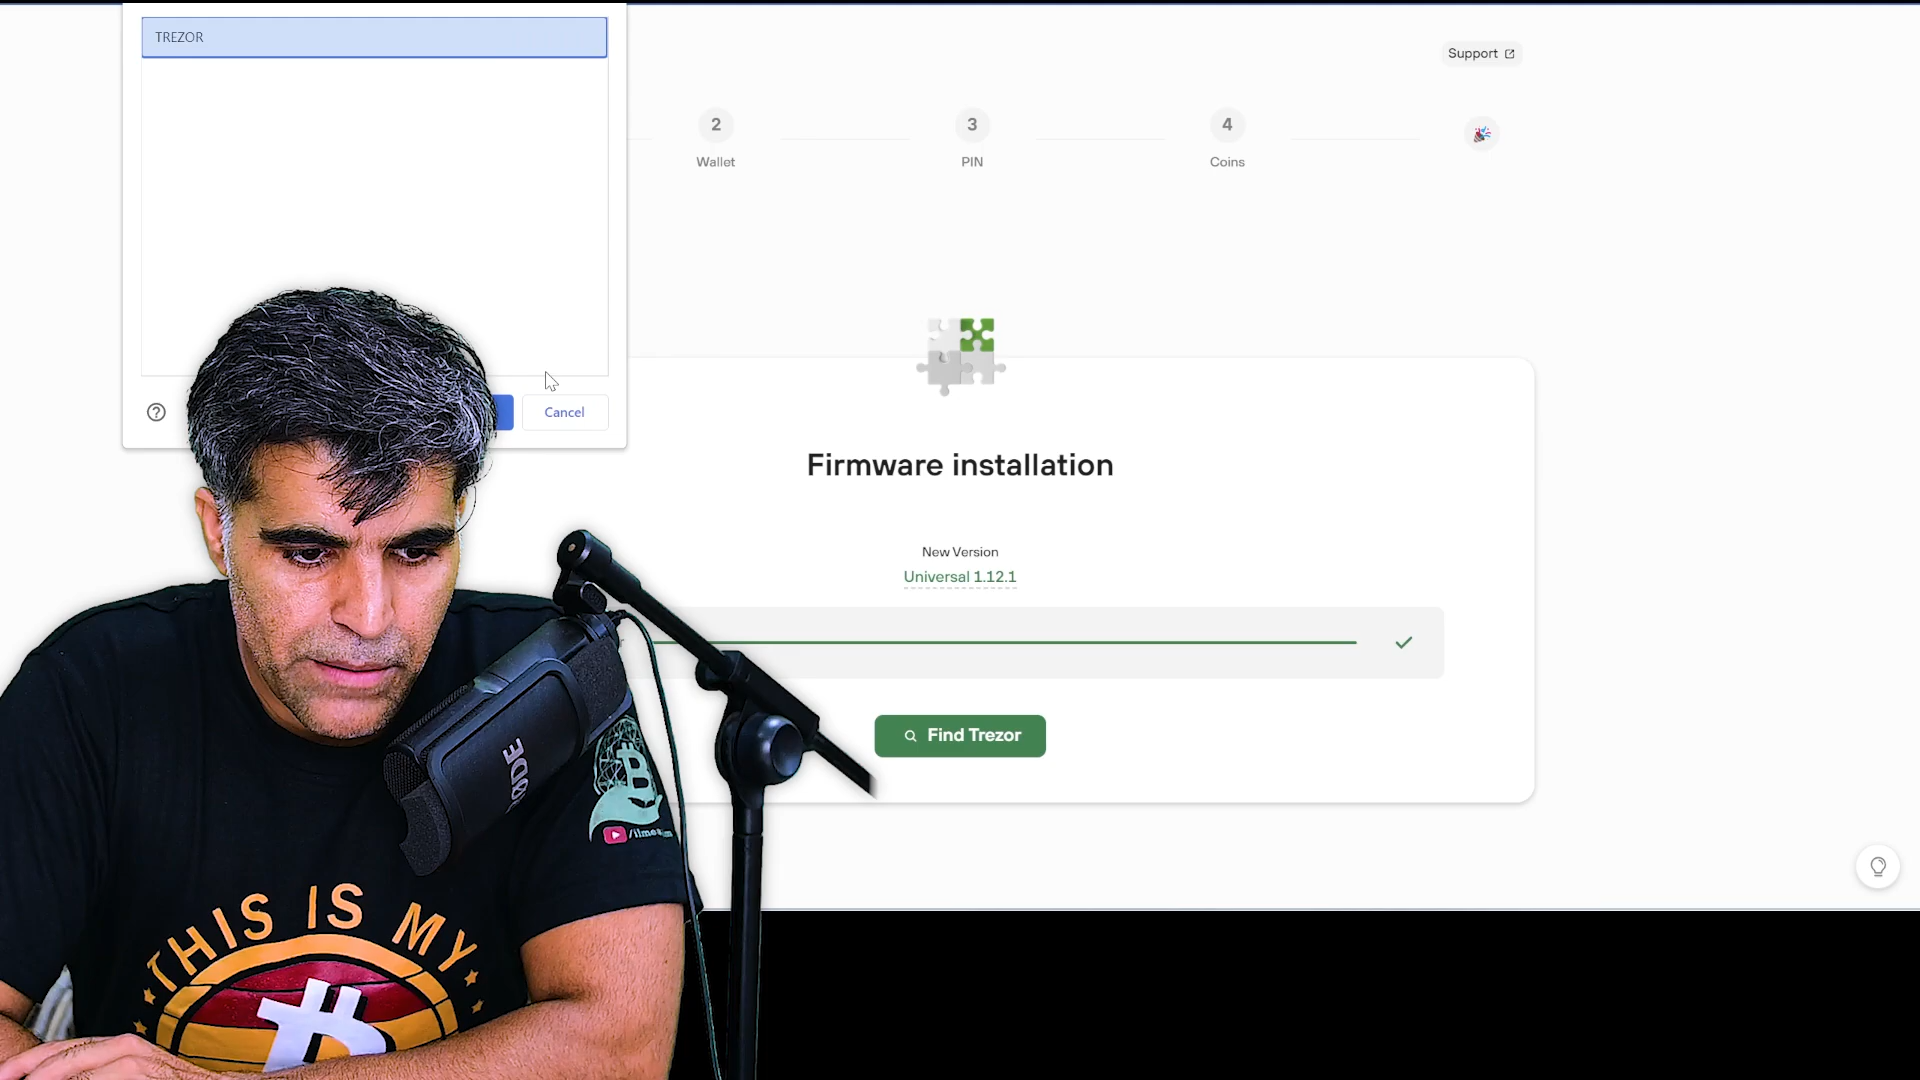 TREZOR
Support
2
3
4
Wallet
PIN
Coins
Cancel
Firmware installation
New Version
Universal 1.12.1
Find Trezor
RØDE
THIS IS MY